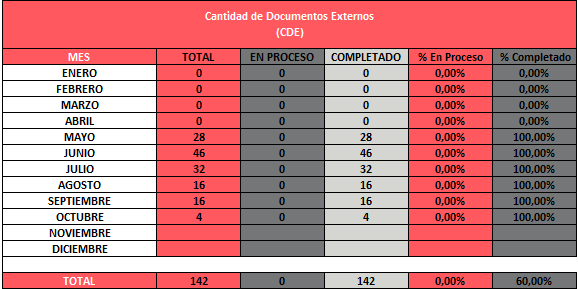 Cantidad de Documentos Externos
(CDE)
MES TOTAL EN PROCESO COMPLETADO % En Proceso % Completado
ENERO 0 0 0 0,00% 0,00%
FEBRERO 0 0 0 0,00% 0,00%
MARZO 0 0 0 0,00% 0,00%
ABRIL 0 0 0 0,00% 0,00%
MAYO 28 0 28 0,00% 100,00%
JUNIO 46 0 46 0,00% 100,00%
JULIO 32 0 32 0,00% 100,00%
AGOSTO 16 0 16 0,00% 100,00%
SEPTIEMBRE 16 0 16 0,00% 100,00%
OCTUBRE 4 0 4 0,00% 100,00%
NOVIEMBRE
DICIEMBRE
TOTAL 142 0 142 0,00% 60,00%